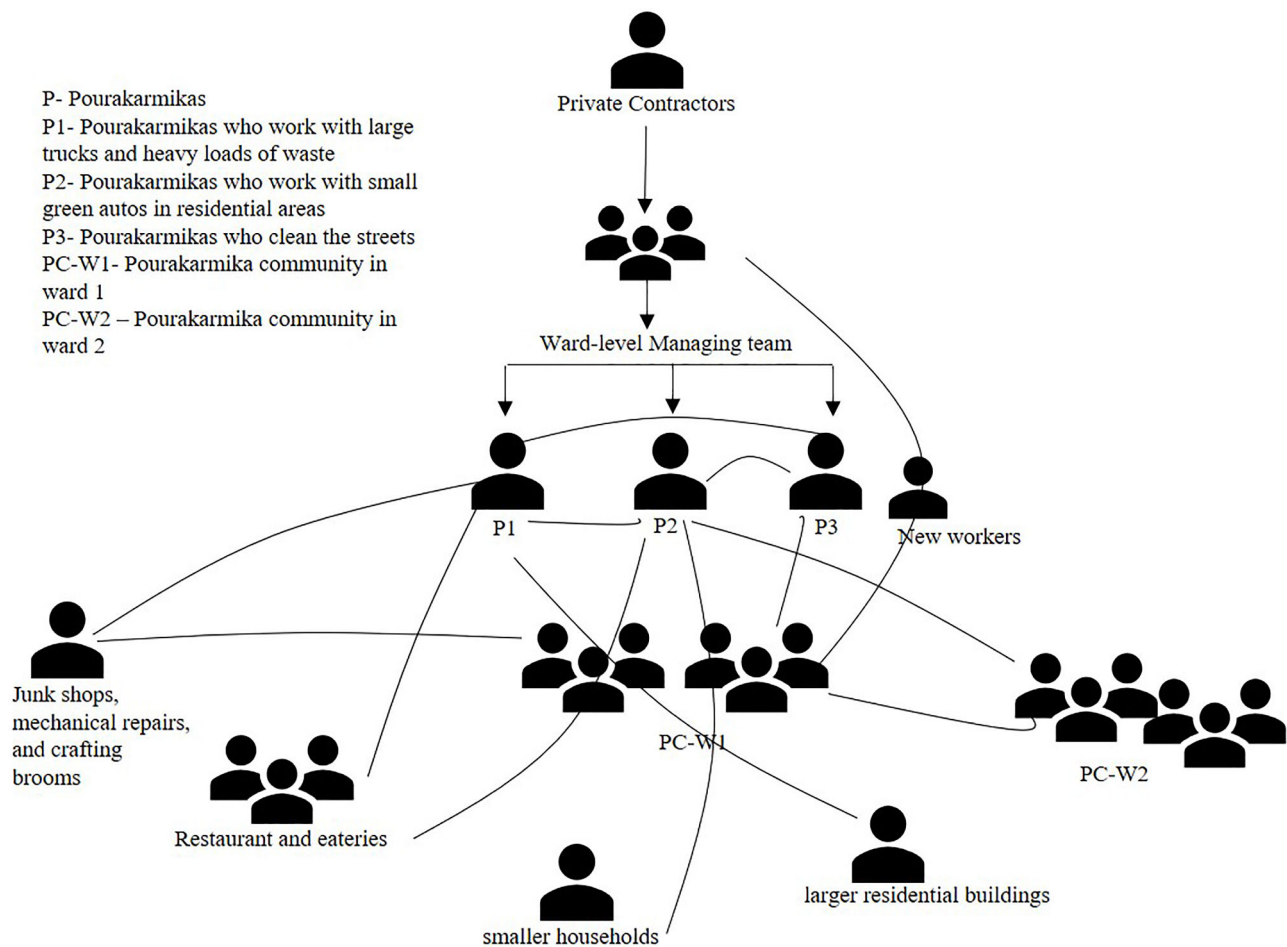 Private Contractors
P- Pourakarmikas
P1- Pourakarmikas who work with large
trucks and heavy loads of waste
P2- Pourakarmikas who work with small
green autos in residential areas
P3- Pourakarmikas who clean the streets
PC-W1- Pourakarmika community in
ward 1
PC-W2 – Pourakarmika community in
ward 2
Ward-level Managing team
P1
P2
P3
New workers
Junk shops,
mechanical repairs,
and crafting
brooms
PC-W1
PC-W2
Restaurant and eateries
larger residential buildings
smaller households